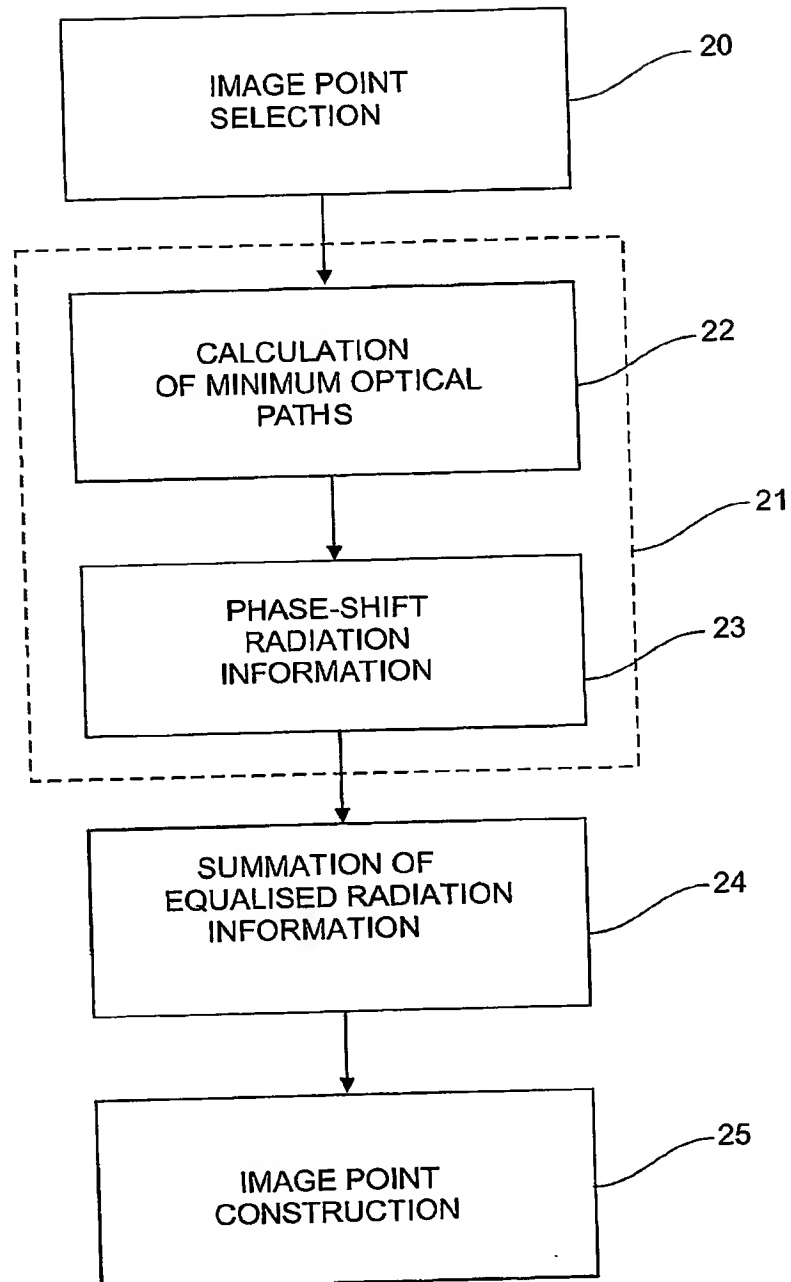 IMAGE POINT
SELECTION
20
CALCULATION
OF MINIMUM OPTICAL
PATHS
22
21
PHASE-SHIFT
RADIATION
INFORMATION
23
SUMMATION OF
EQUALISED RADIATION
INFORMATION
24
IMAGE POINT
CONSTRUCTION
25